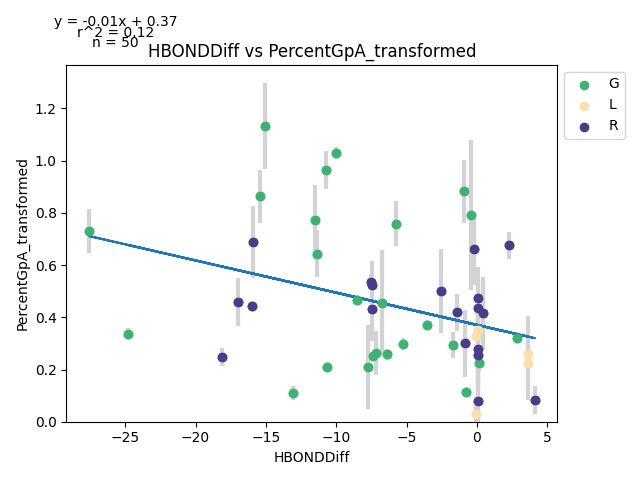 y = -0.01x + 0.37
r^2 = 0.12
n = 50
HBONDDiff vs PercentGpA_transformed
G
L
R
PercentGpA_transformed
1.2
1.0
0.8
0.6
0.4
0.2
0.0
−25
−20
−15
−10
−5
0
5
HBONDDiff